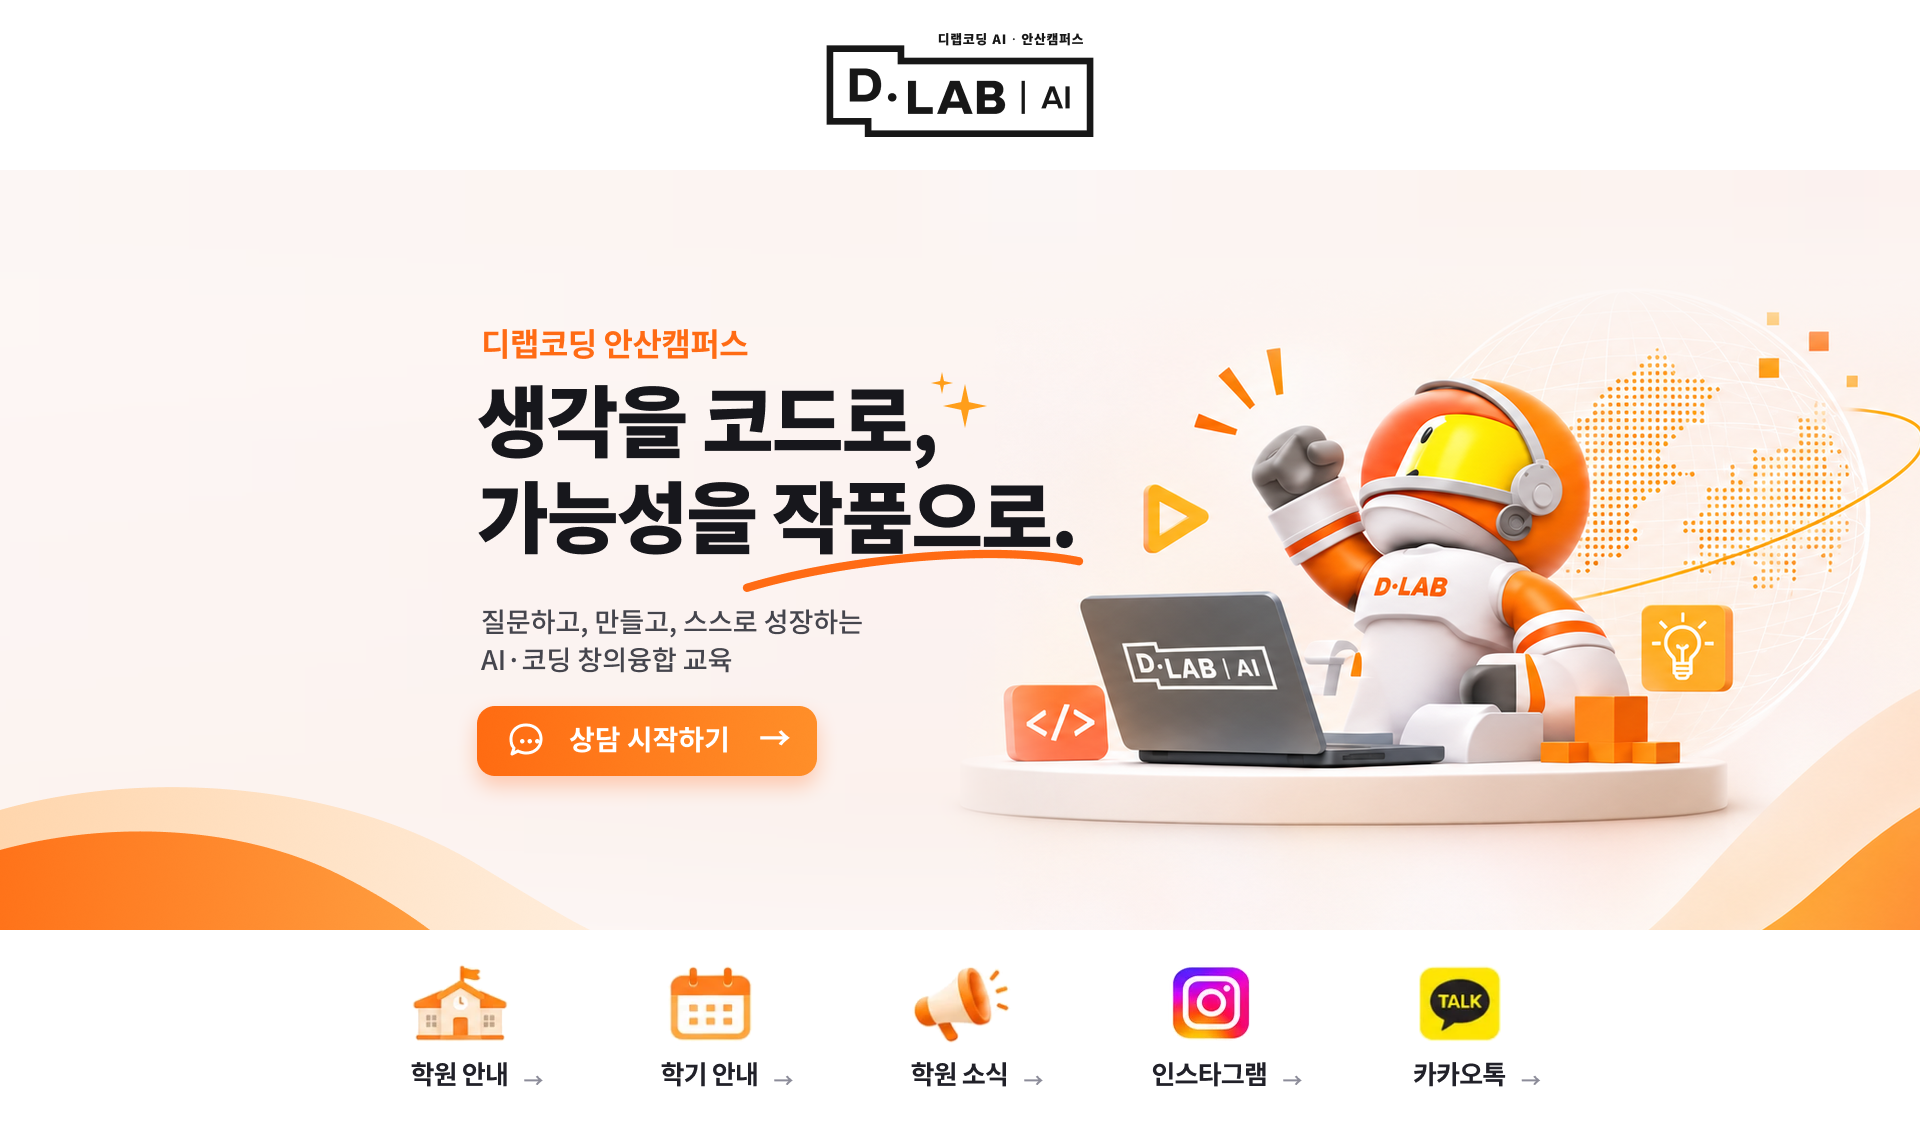 디랩코딩 AI · 안산캠퍼스
D.LAB | AI
디랩코딩 안산캠퍼스
생각을 코드로,
가능성을 작품으로.
질문하고, 만들고, 스스로 성장하는
AI · 코딩 창의융합 교육
상담 시작하기 →
D·LAB
D·LAB | AI
</>
학원 안내 →
학기 안내 →
학원 소식 →
인스타그램 →
TALK
카카오톡 →